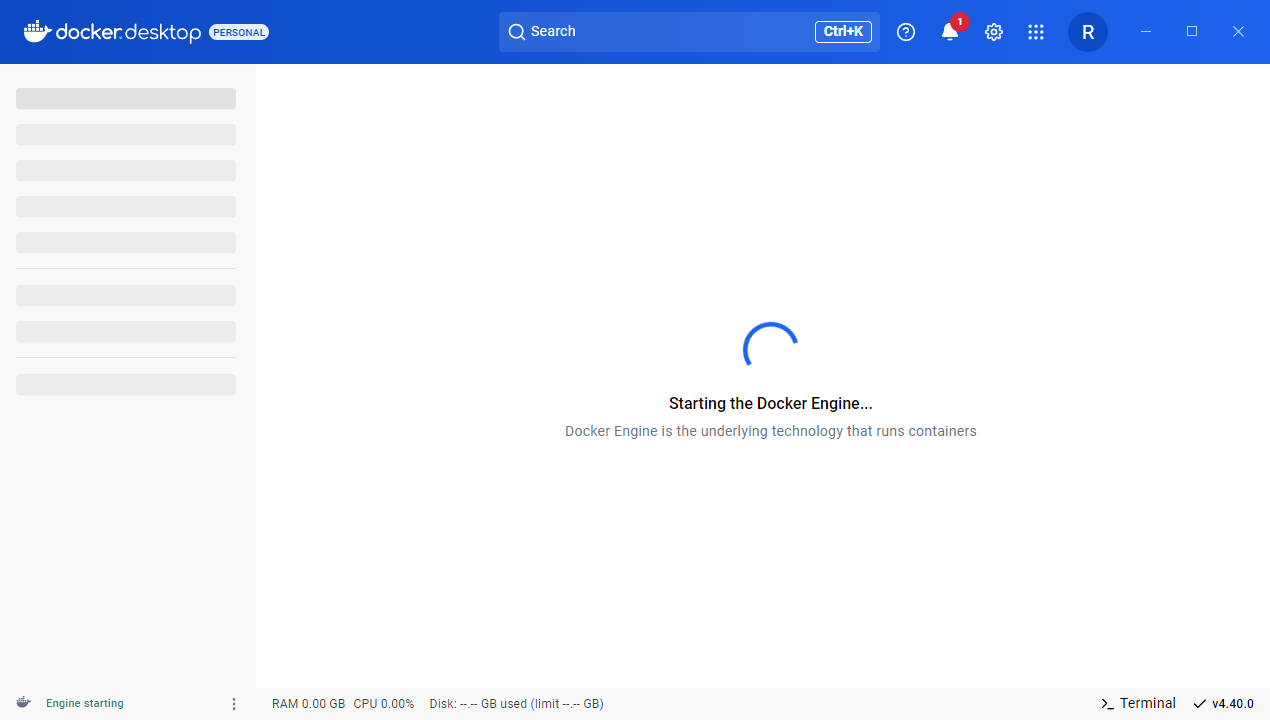 docker desktop PERSONAL
Search Ctrl+K
1
R
Starting the Docker Engine...
Docker Engine is the underlying technology that runs containers
Engine starting
RAM 0.00 GB CPU 0.00% Disk: --.-- GB used (limit --.-- GB)
Terminal
v4.40.0